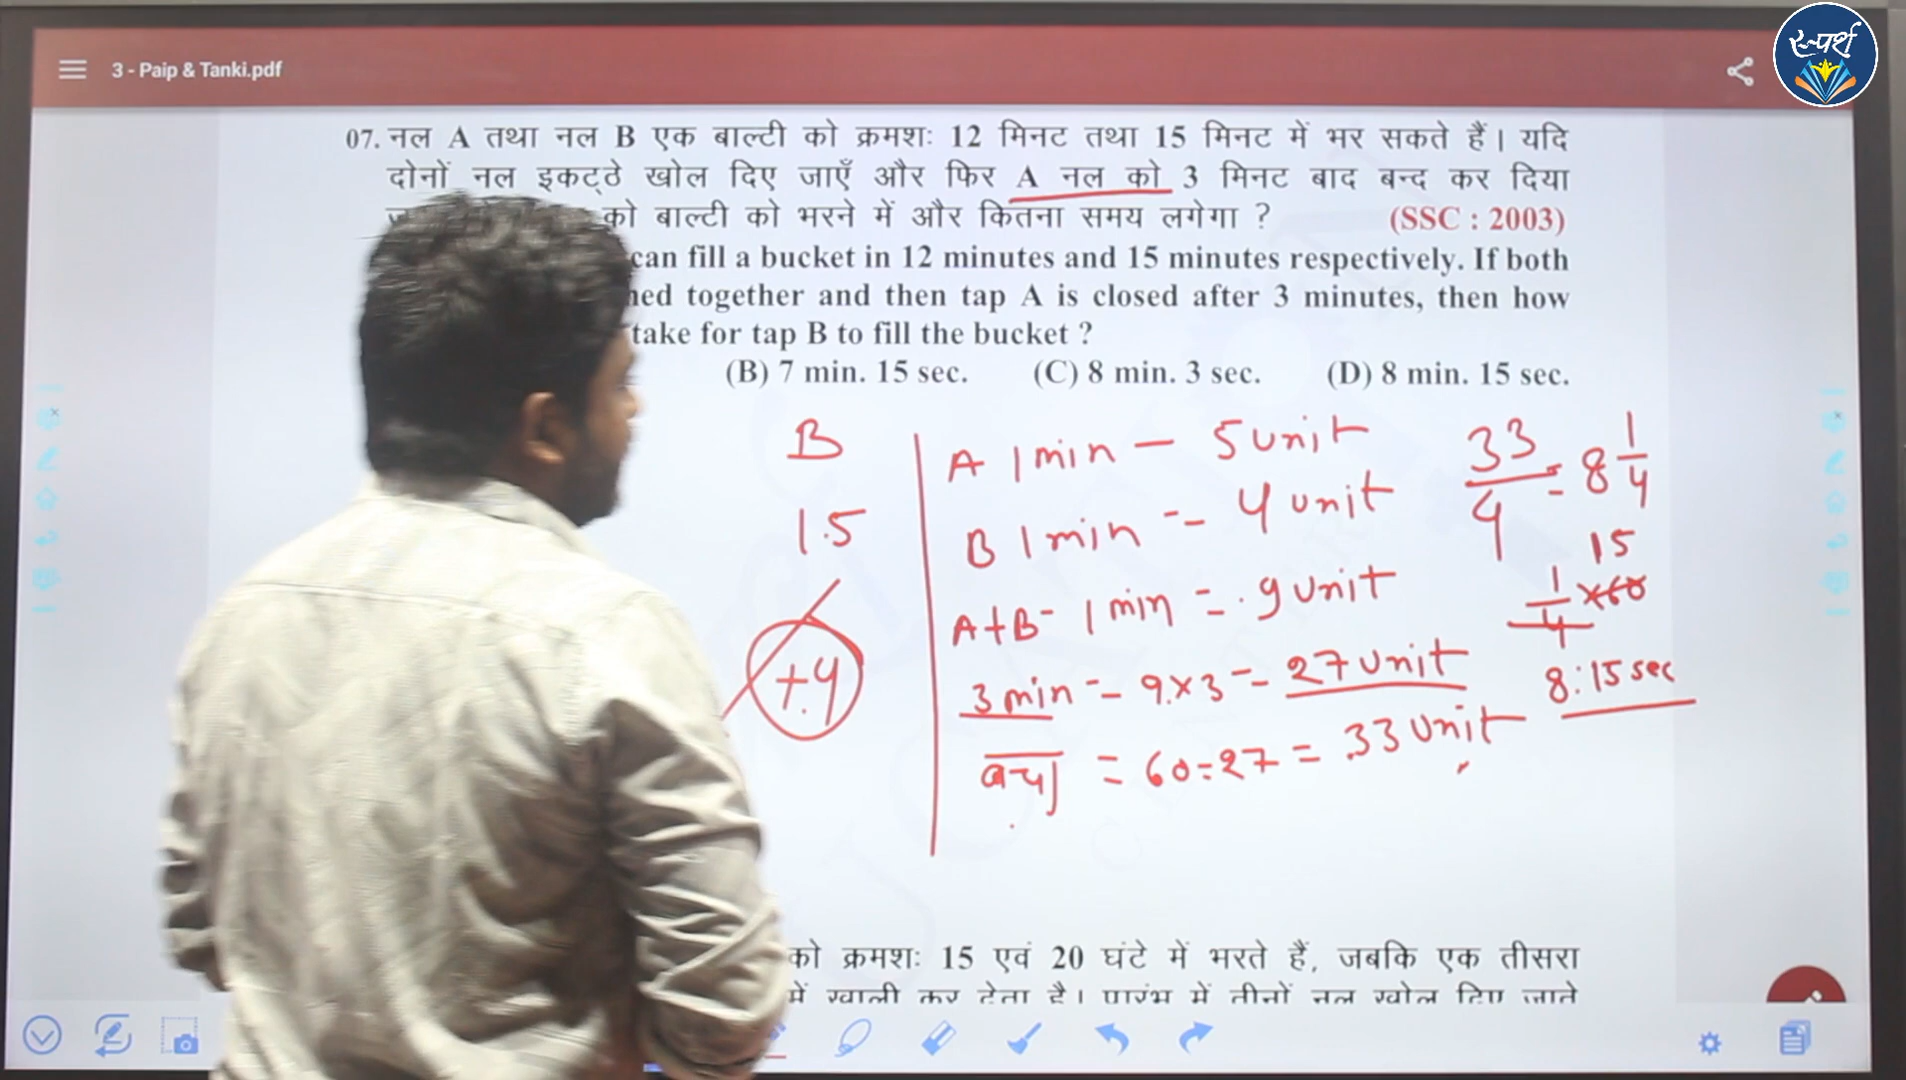 स्पर्श
3 - Paip & Tanki.pdf
07. नल A तथा नल B एक बाल्टी को क्रमशः 12 मिनट तथा 15 मिनट में भर सकते हैं। यदि
दोनों नल इकट्ठे खोल दिए जाएँ और फिर A नल को 3 मिनट बाद बन्द कर दिया
को बाल्टी को भरने में और कितना समय लगेगा ? (SSC : 2003)
can fill a bucket in 12 minutes and 15 minutes respectively. If both
together and then tap A is closed after 3 minutes, then how
take for tap B to fill the bucket ?
(B) 7 min. 15 sec. (C) 8 min. 3 sec. (D) 8 min. 15 sec.
B
15
+4
A 1 min - 5 unit
B 1 min = 4 unit
A+B- 1 min = 9 unit
3 min = 9×3 = 27 unit
बचा = 60-27 = 33 unit
33/4 = 8 1/4
15
1/4 ×60
8:15 sec
को क्रमशः 15 एवं 20 घंटे में भरते हैं, जबकि एक तीसरा
में खाली कर देता है। प्रारंभ में तीनों नल खोल दिए जाते